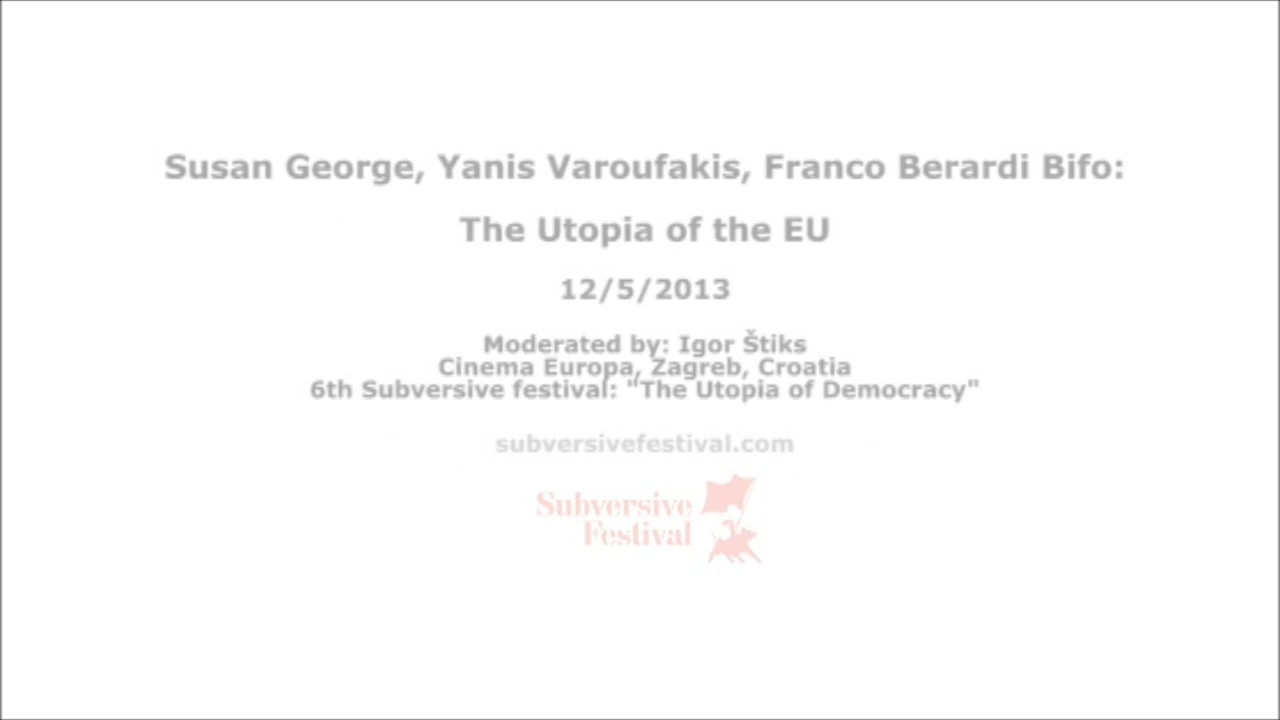 Susan George, Yanis Varoufakis, Franco Berardi Bifo:
The Utopia of the EU
12/5/2013
Moderated by: Igor Štiks
Cinema Europa, Zagreb, Croatia
6th Subversive festival: "The Utopia of Democracy"
subversivefestival.com
Subversive
Festival